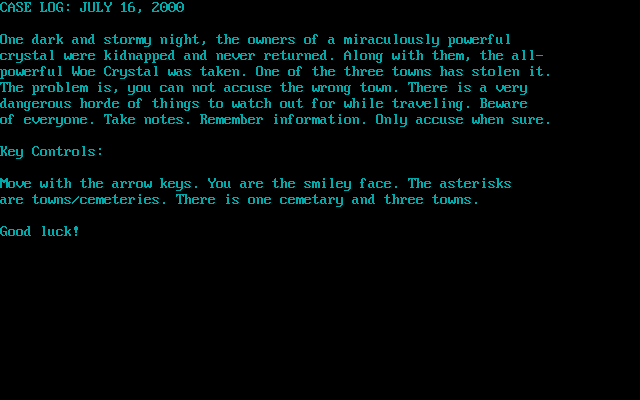 CASE LOG: JULY 16, 2000
One dark and stormy night, the owners of a miraculously powerful
crystal were kidnapped and never returned. Along with them, the all-
powerful Woe Crystal was taken. One of the three towns has stolen it.
The problem is, you can not accuse the wrong town. There is a very
dangerous horde of things to watch out for while traveling. Beware
of everyone. Take notes. Remember information. Only accuse when sure.
Key Controls:
Move with the arrow keys. You are the smiley face. The asterisks
are towns/cemeteries. There is one cemetary and three towns.
Good luck!